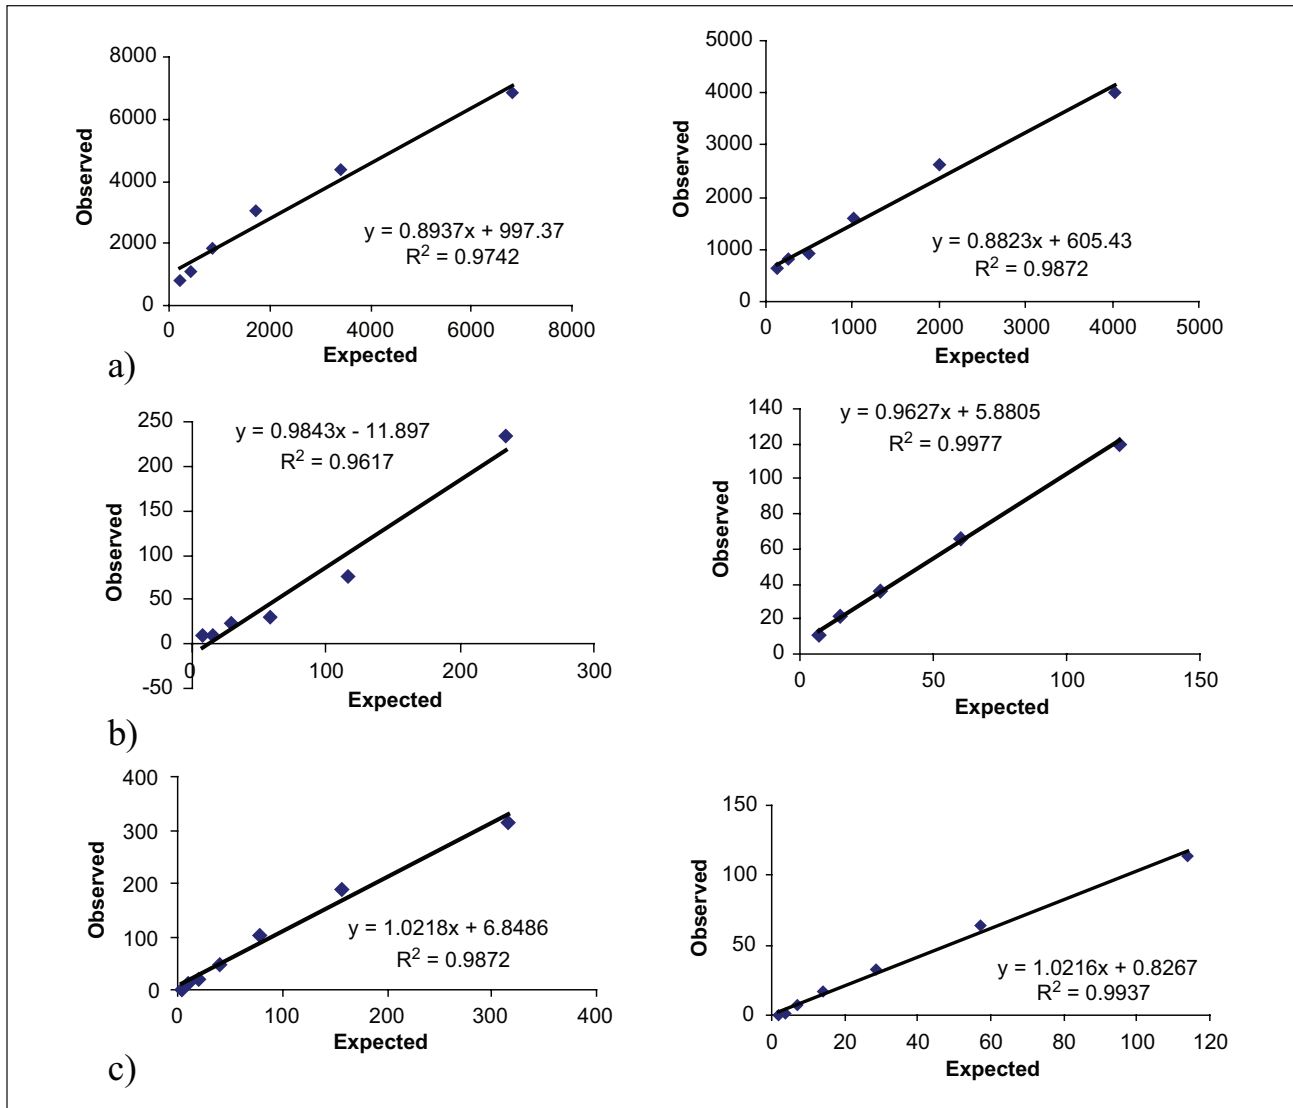 8000
6000
4000
2000
0
Observed
y = 0.8937x + 997.37
R² = 0.9742
0 2000 4000 6000 8000
Expected
5000
4000
3000
2000
1000
0
Observed
y = 0.8823x + 605.43
R² = 0.9872
0 1000 2000 3000 4000 5000
Expected
a)
250
200
150
100
50
0
-50
Observed
y = 0.9843x - 11.897
R² = 0.9617
0 100 200 300
Expected
140
120
100
80
60
40
20
0
Observed
y = 0.9627x + 5.8805
R² = 0.9977
0 50 100 150
Expected
b)
400
300
200
100
0
Observed
y = 1.0218x + 6.8486
R² = 0.9872
0 100 200 300 400
Expected
150
100
50
0
Observed
y = 1.0216x + 0.8267
R² = 0.9937
0 20 40 60 80 100 120
Expected
c)